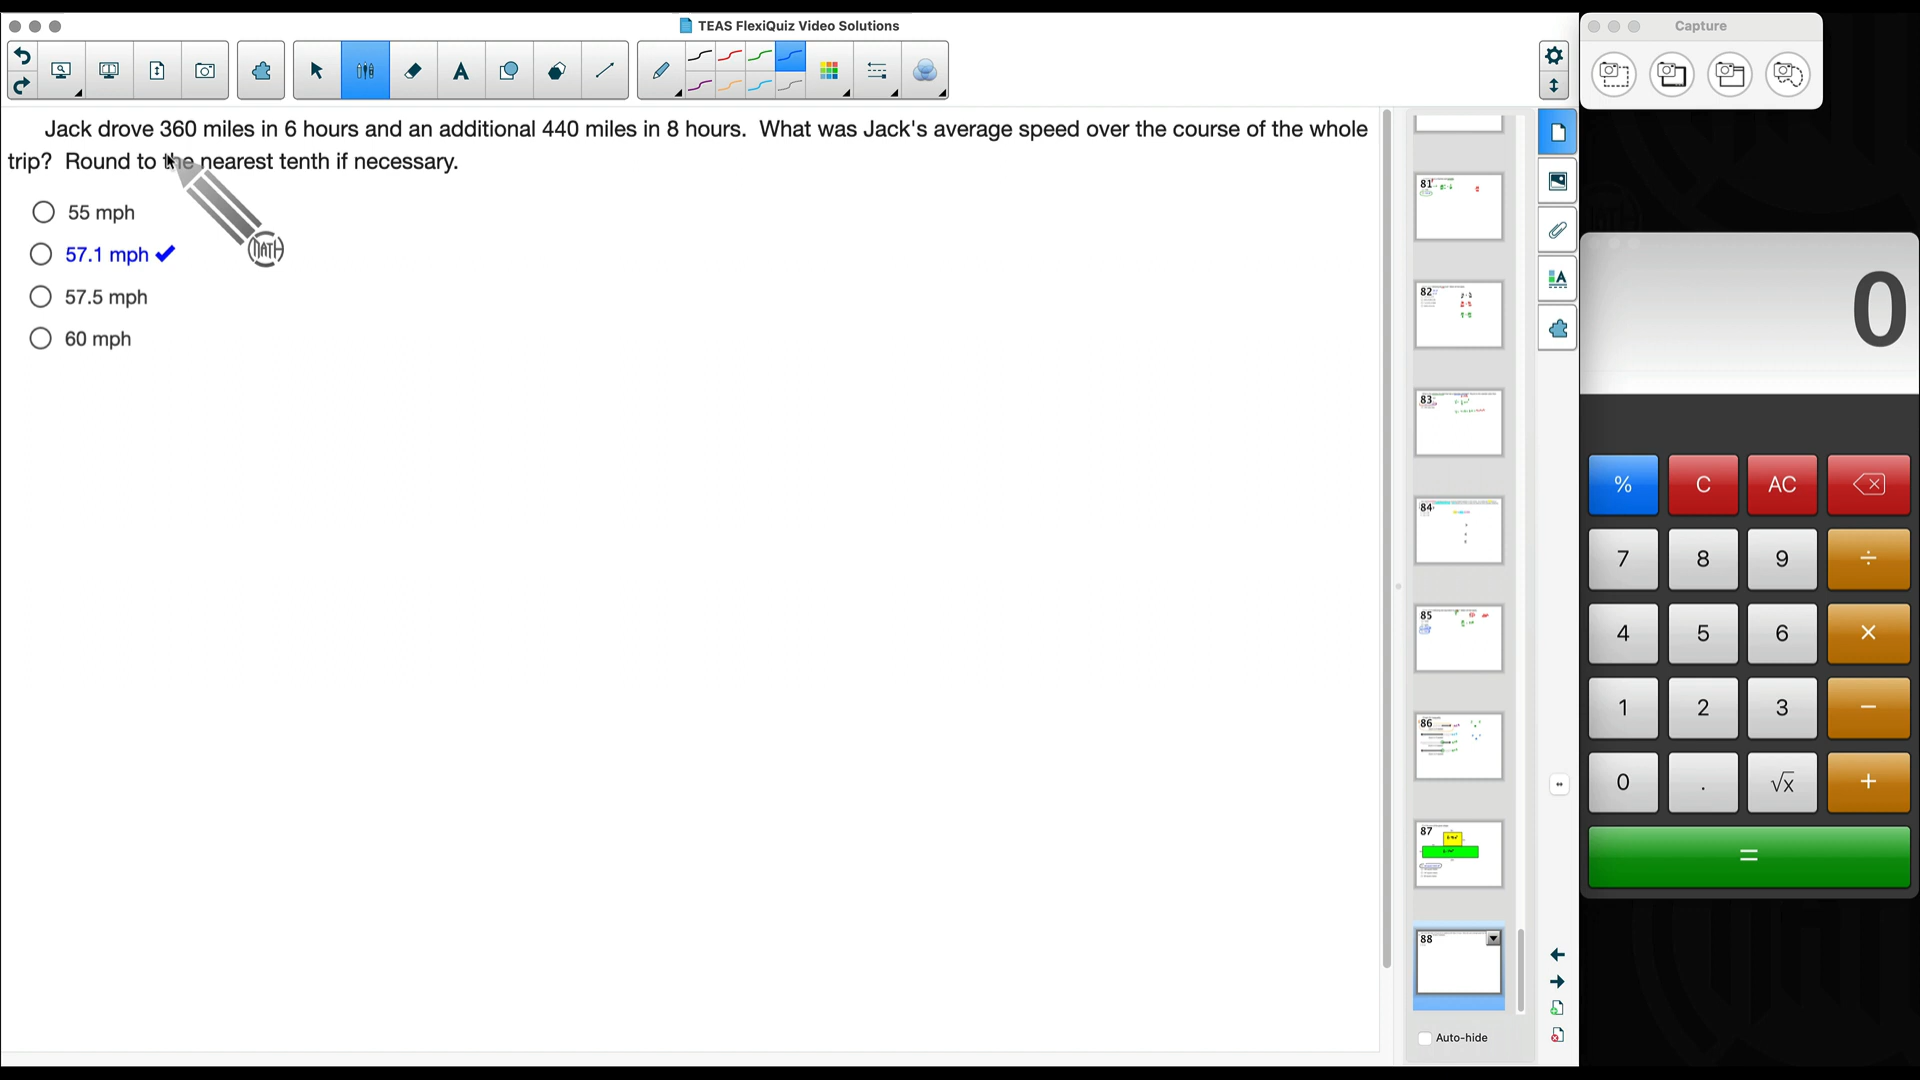 TEAS FlexiQuiz Video Solutions
Capture
Jack drove 360 miles in 6 hours and an additional 440 miles in 8 hours.  What was Jack's average speed over the course of the whole
trip?  Round to the nearest tenth if necessary.
55 mph
57.1 mph ✔
57.5 mph
60 mph
MATH
81
82
83
84
85
86
87
88
Auto-hide
0
% C AC
7 8 9 ÷
4 5 6 ×
1 2 3 −
0 . √x +
=